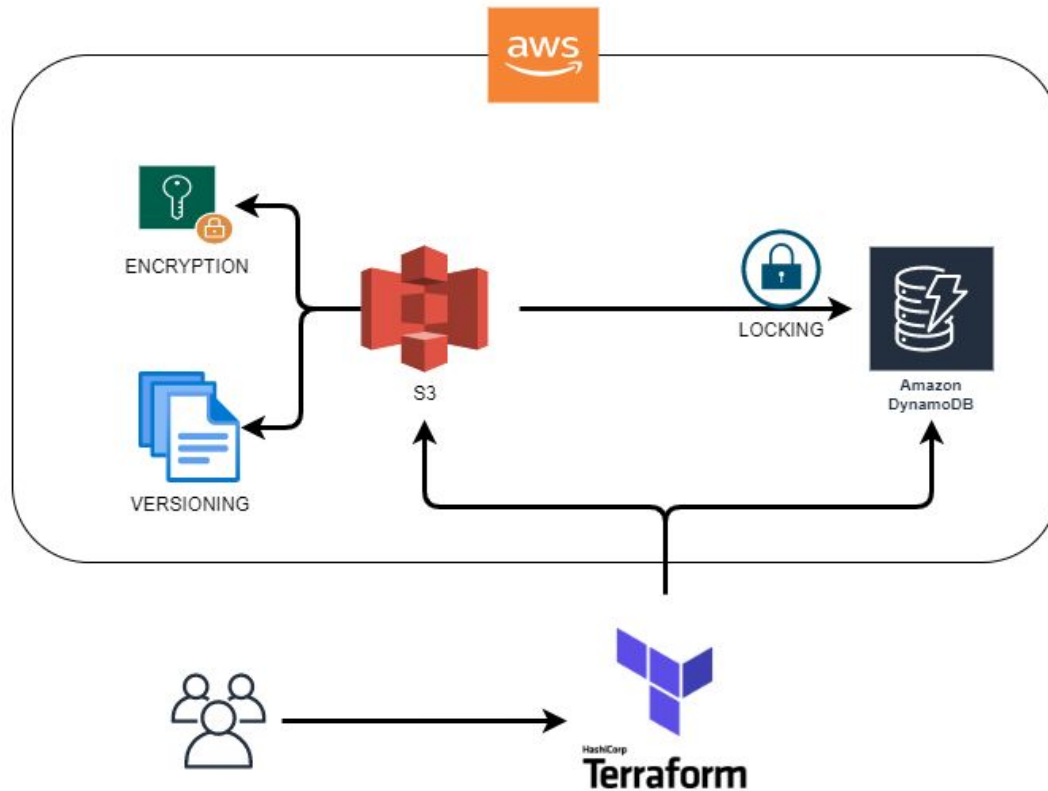 aws
ENCRYPTION
LOCKING
S3
Amazon
DynamoDB
VERSIONING
HashiCorp
Terraform